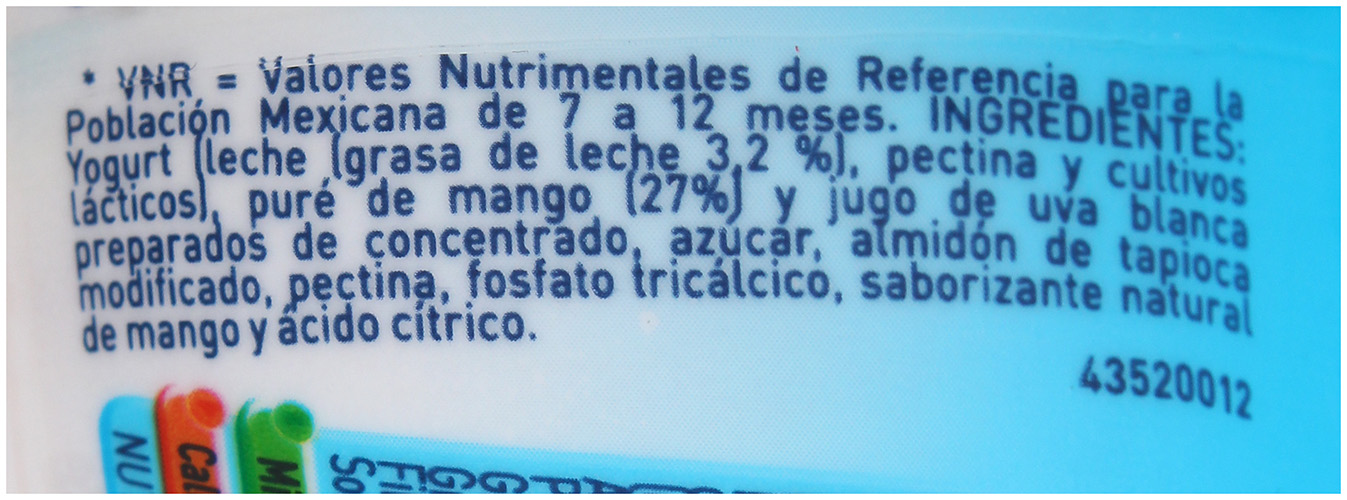 * VNR = Valores Nutrimentales de Referencia para la
Población Mexicana de 7 a 12 meses. INGREDIENTES:
Yogurt (leche (grasa de leche 3,2 %), pectina y cultivos
lácticos), puré de mango (27%) y jugo de uva blanca
preparados de concentrado, azúcar, almidón de tapioca
modificado, pectina, fosfato tricálcico, saborizante natural
de mango y ácido cítrico.
43520012